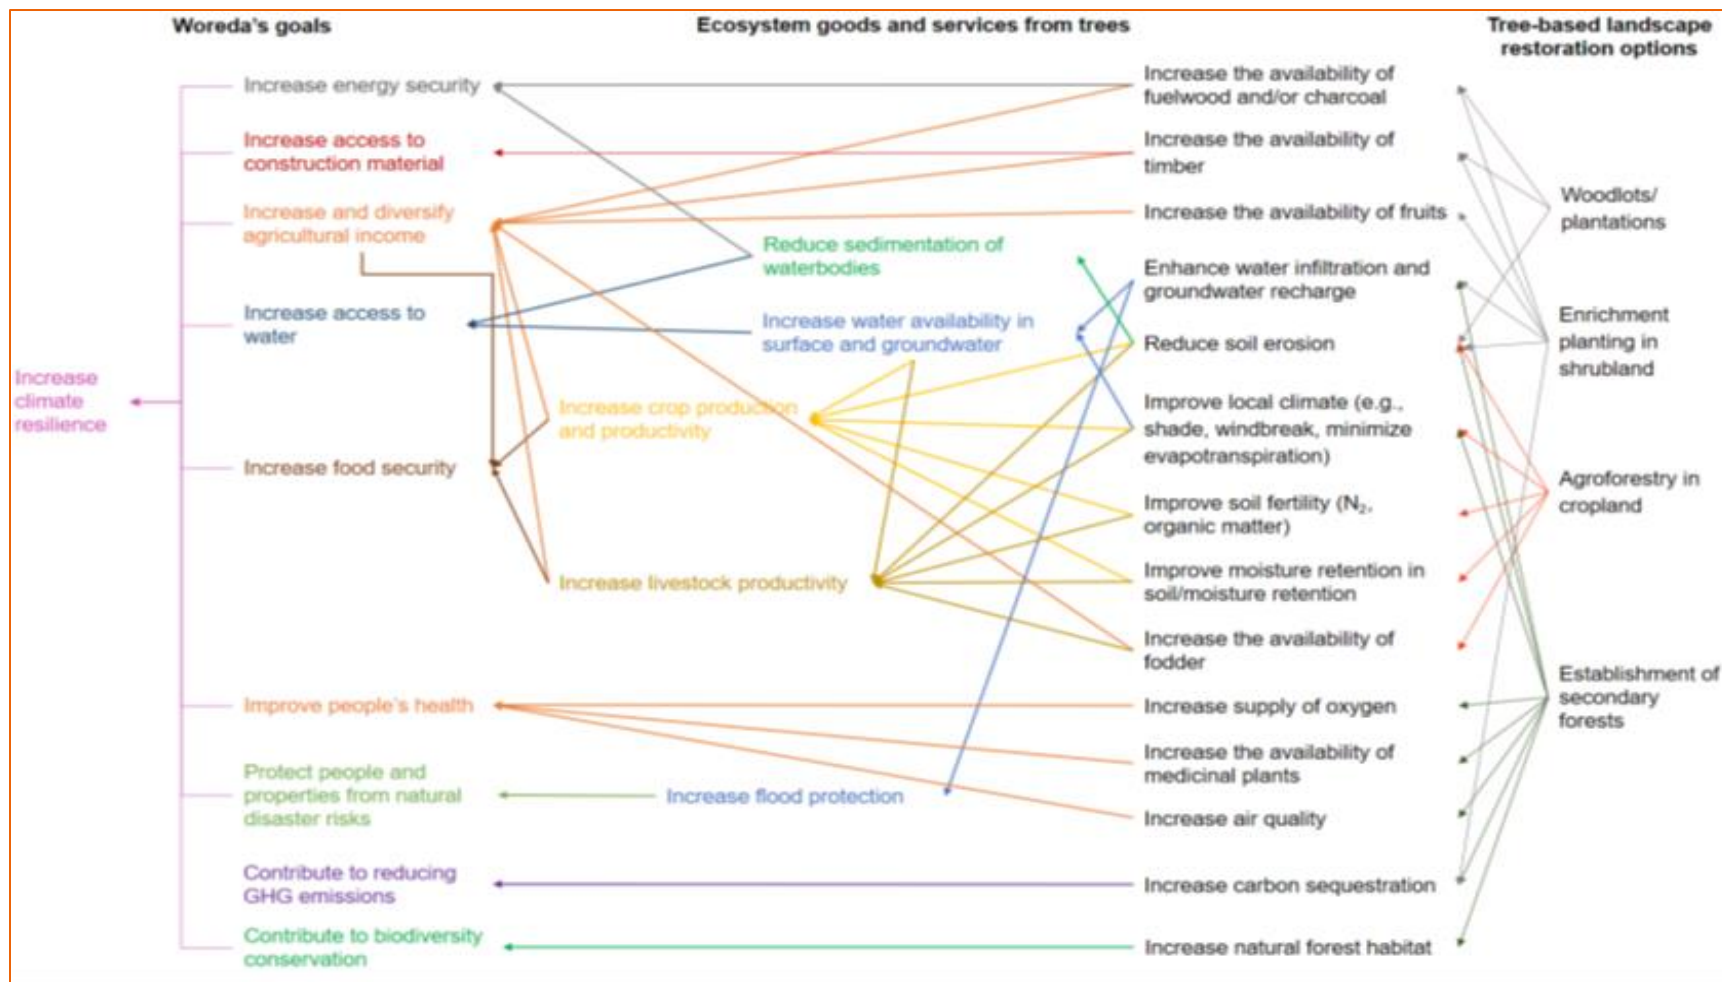 Woreda's goals
Ecosystem goods and services from trees
Tree-based landscape
restoration options
Increase
climate
resilience
Increase energy security
Increase access to
construction material
Increase and diversify
agricultural income
Increase access to
water
Increase food security
Improve people's health
Protect people and
properties from natural
disaster risks
Contribute to reducing
GHG emissions
Contribute to biodiversity
conservation
Reduce sedimentation of
waterbodies
Increase water availability in
surface and groundwater
Increase crop production
and productivity
Increase livestock productivity
Increase flood protection
Increase the availability of
fuelwood and/or charcoal
Increase the availability of
timber
Increase the availability of fruits
Enhance water infiltration and
groundwater recharge
Reduce soil erosion
Improve local climate (e.g.,
shade, windbreak, minimize
evapotranspiration)
Improve soil fertility (N₂,
organic matter)
Improve moisture retention in
soil/moisture retention
Increase the availability of
fodder
Increase supply of oxygen
Increase the availability of
medicinal plants
Increase air quality
Increase carbon sequestration
Increase natural forest habitat
Woodlots/
plantations
Enrichment
planting in
shrubland
Agroforestry in
cropland
Establishment of
secondary
forests